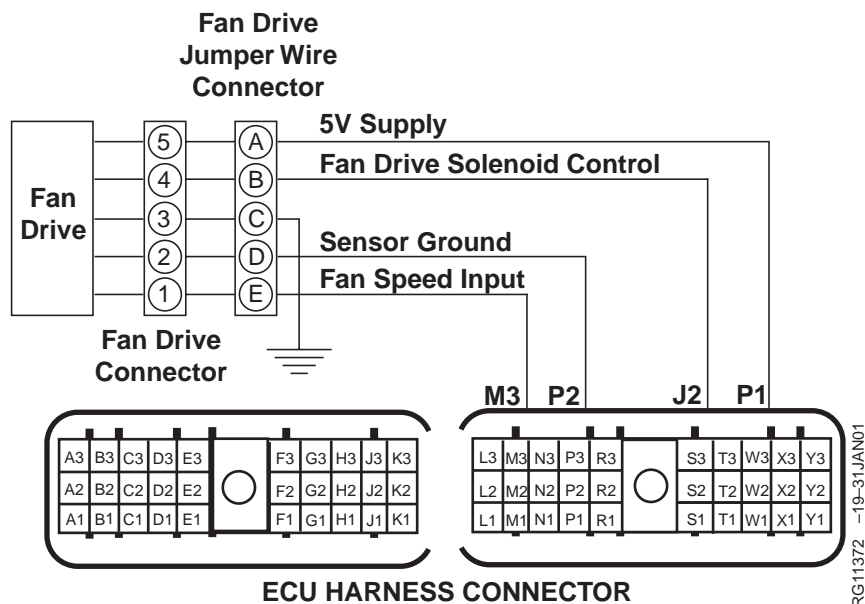 Fan Drive
Jumper Wire
Connector
5 A 5V Supply
4 B Fan Drive Solenoid Control
Fan
Drive
3 C
2 D Sensor Ground
1 E Fan Speed Input
Fan Drive
Connector
M3 P2 J2 P1
A3 B3 C3 D3 E3 F3 G3 H3 J3 K3 L3 M3 N3 P3 R3 S3 T3 W3 X3 Y3
A2 B2 C2 D2 E2 F2 G2 H2 J2 K2 L2 M2 N2 P2 R2 S2 T2 W2 X2 Y2
A1 B1 C1 D1 E1 F1 G1 H1 J1 K1 L1 M1 N1 P1 R1 S1 T1 W1 X1 Y1
ECU HARNESS CONNECTOR
RG11372 –19–31JAN01